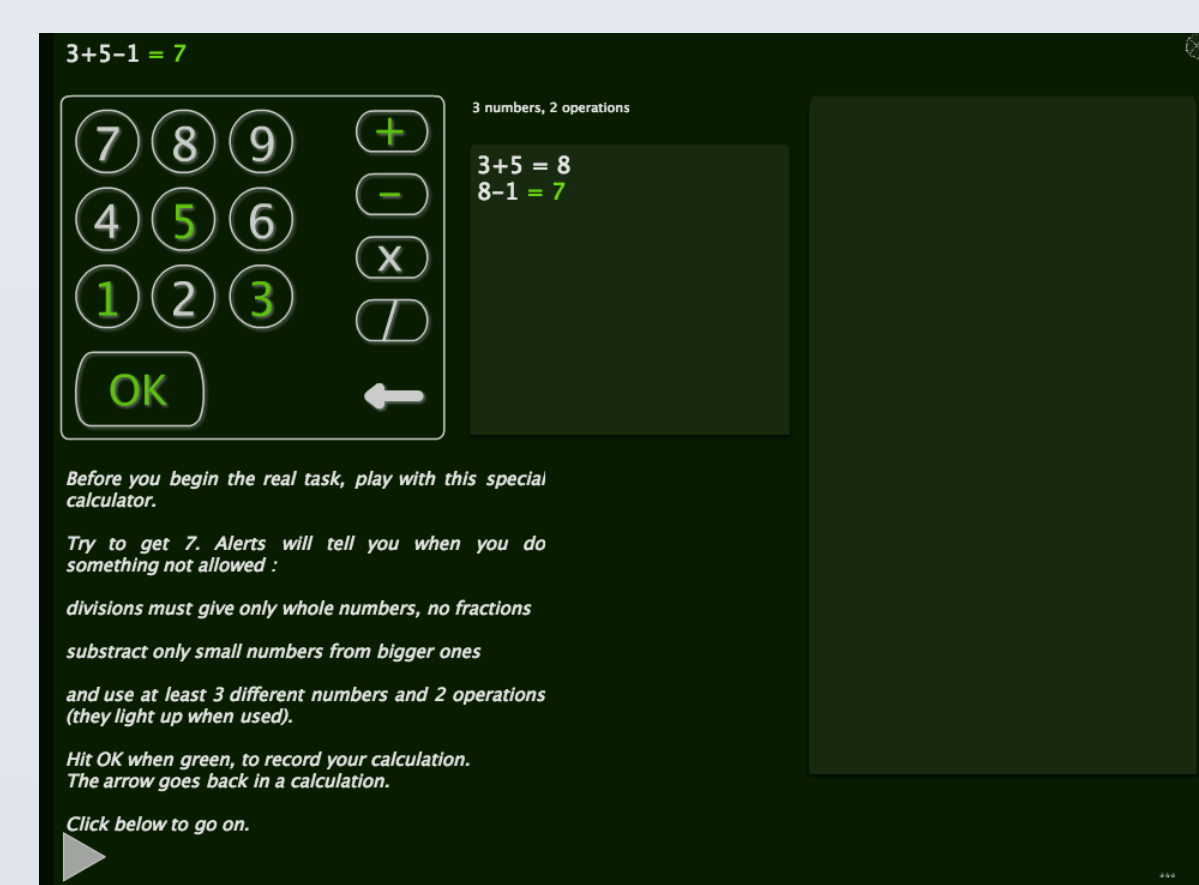 3+5−1 = 7
7 8 9 +
4 5 6 −
1 2 3 x
/
OK
3 numbers, 2 operations
3+5 = 8
8−1 = 7
Before you begin the real task, play with this special
calculator.
Try to get 7. Alerts will tell you when you do
something not allowed :
divisions must give only whole numbers, no fractions
substract only small numbers from bigger ones
and use at least 3 different numbers and 2 operations
(they light up when used).
Hit OK when green, to record your calculation.
The arrow goes back in a calculation.
Click below to go on.
...